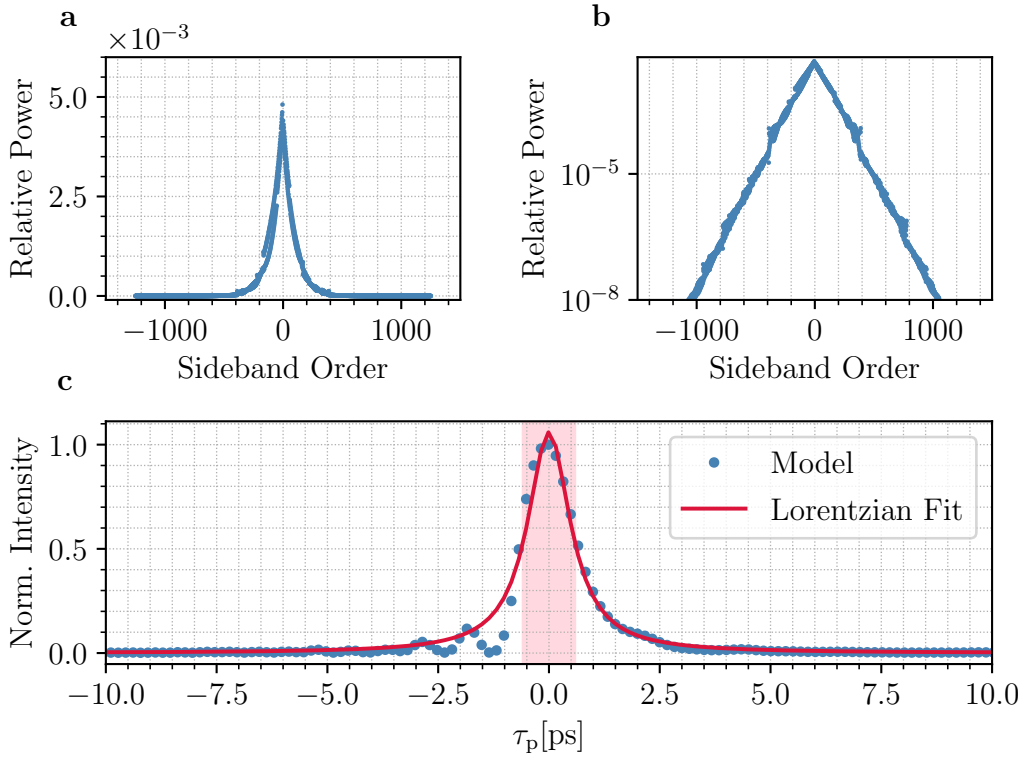 a
×10⁻³
Relative Power
5.0
2.5
0.0
−1000 0 1000
Sideband Order
b
Relative Power
10⁻⁵
10⁻⁸
−1000 0 1000
Sideband Order
c
Norm. Intensity
1.0
0.5
0.0
Model
Lorentzian Fit
−10.0 −7.5 −5.0 −2.5 0.0 2.5 5.0 7.5 10.0
τₚ[ps]